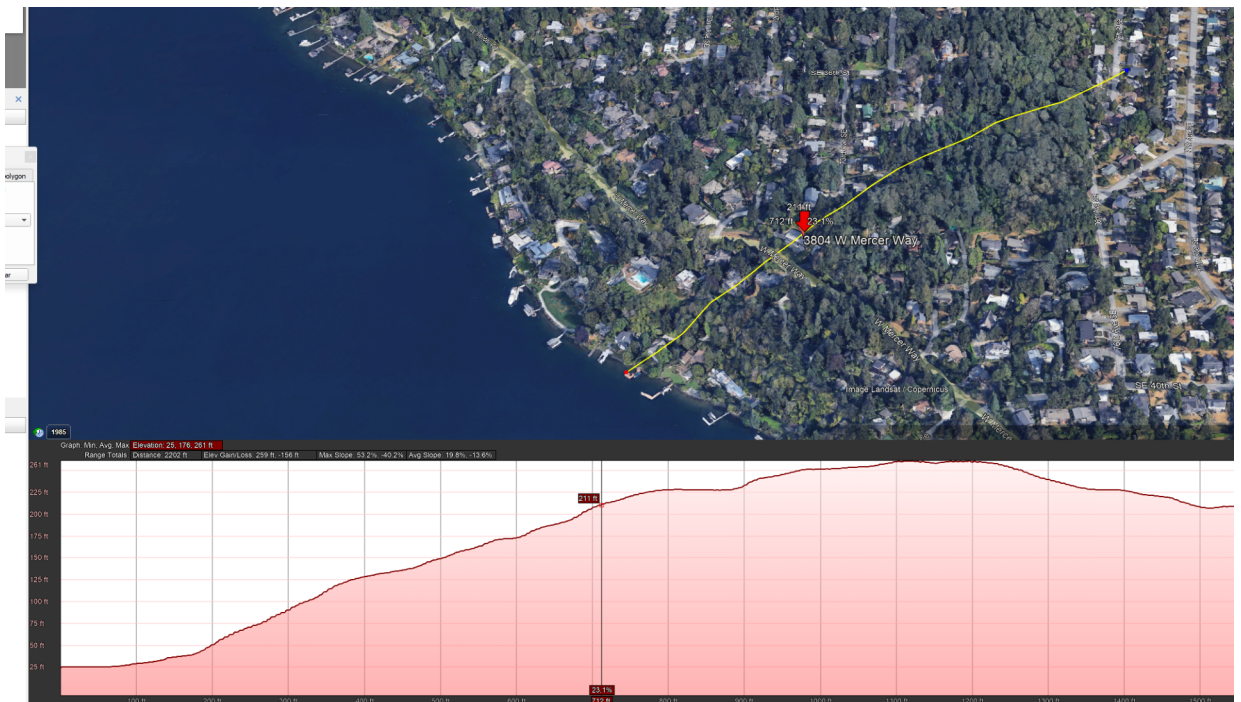 ×
olygon
er
SE 36th St
211 ft
712 ft 23.1%
3804 W Mercer Way
W Mercer Way
W Mercer Way
SE 40th St
Image Landsat / Copernicus
W Merce
1985
Graph: Min, Avg, Max Elevation: 25, 176, 261 ft
Range Totals Distance: 2202 ft Elev Gain/Loss: 259 ft, -156 ft Max Slope: 53.2%, -40.2% Avg Slope: 19.8%, -13.6%
261 ft
225 ft
211 ft
200 ft
175 ft
150 ft
125 ft
100 ft
75 ft
50 ft
25 ft
23.1%
100 ft 200 ft 300 ft 400 ft 500 ft 600 ft 712 ft 800 ft 900 ft 1000 ft 1100 ft 1200 ft 1300 ft 1400 ft 1500 ft